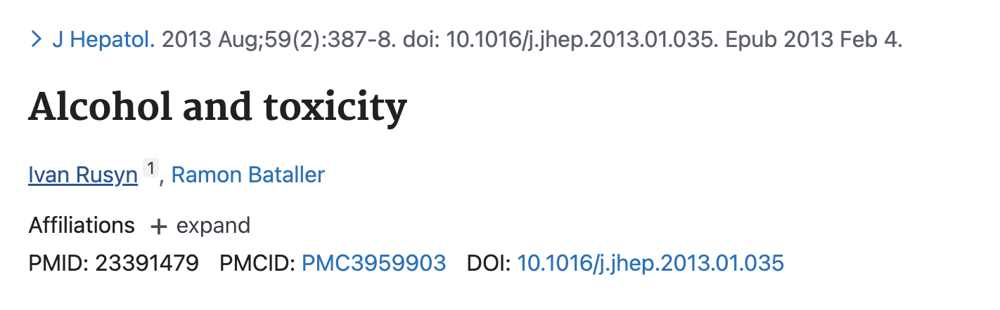 > J Hepatol. 2013 Aug;59(2):387-8. doi: 10.1016/j.jhep.2013.01.035. Epub 2013 Feb 4.
Alcohol and toxicity
Ivan Rusyn 1, Ramon Bataller
Affiliations + expand
PMID: 23391479 PMCID: PMC3959903 DOI: 10.1016/j.jhep.2013.01.035